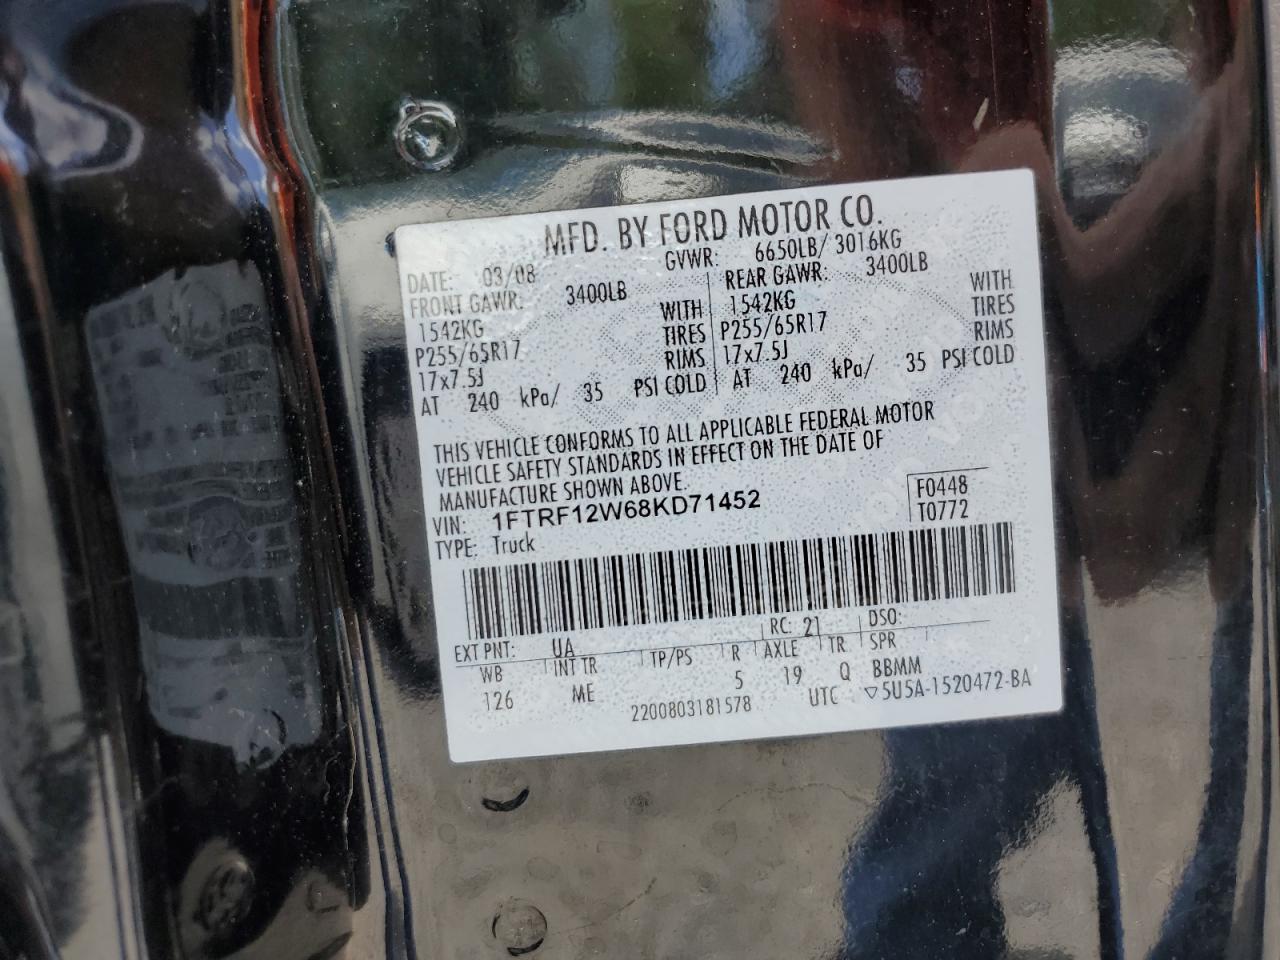 MFD. BY FORD MOTOR CO.
DATE: 03/08 GVWR: 6650LB/ 3016KG
FRONT GAWR: 3400LB REAR GAWR: 3400LB
1542KG WITH 1542KG WITH
P255/65R17 TIRES P255/65R17 TIRES
17x7.5J RIMS 17x7.5J RIMS
AT 240 kPa/ 35 PSI COLD AT 240 kPa/ 35 PSI COLD
THIS VEHICLE CONFORMS TO ALL APPLICABLE FEDERAL MOTOR
VEHICLE SAFETY STANDARDS IN EFFECT ON THE DATE OF
MANUFACTURE SHOWN ABOVE.
VIN: 1FTRF12W68KD71452 F0448
TYPE: Truck T0772
EXT PNT: UA RC: 21 DSO:
WB INT TR TP/PS R AXLE TR SPR
126 ME 5 19 Q BBMM
2200803181578 UTC ▽5U5A-1520472-BA